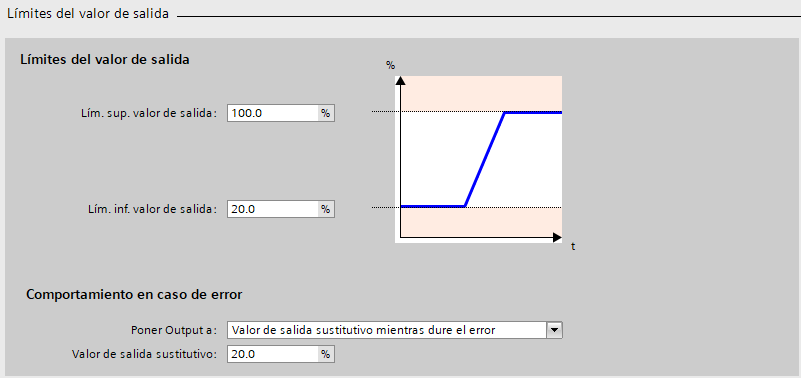 Límites del valor de salida
Límites del valor de salida
%
Lím. sup. valor de salida: 100.0 %
Lím. inf. valor de salida: 20.0 %
t
Comportamiento en caso de error
Poner Output a: Valor de salida sustitutivo mientras dure el error
Valor de salida sustitutivo: 20.0 %